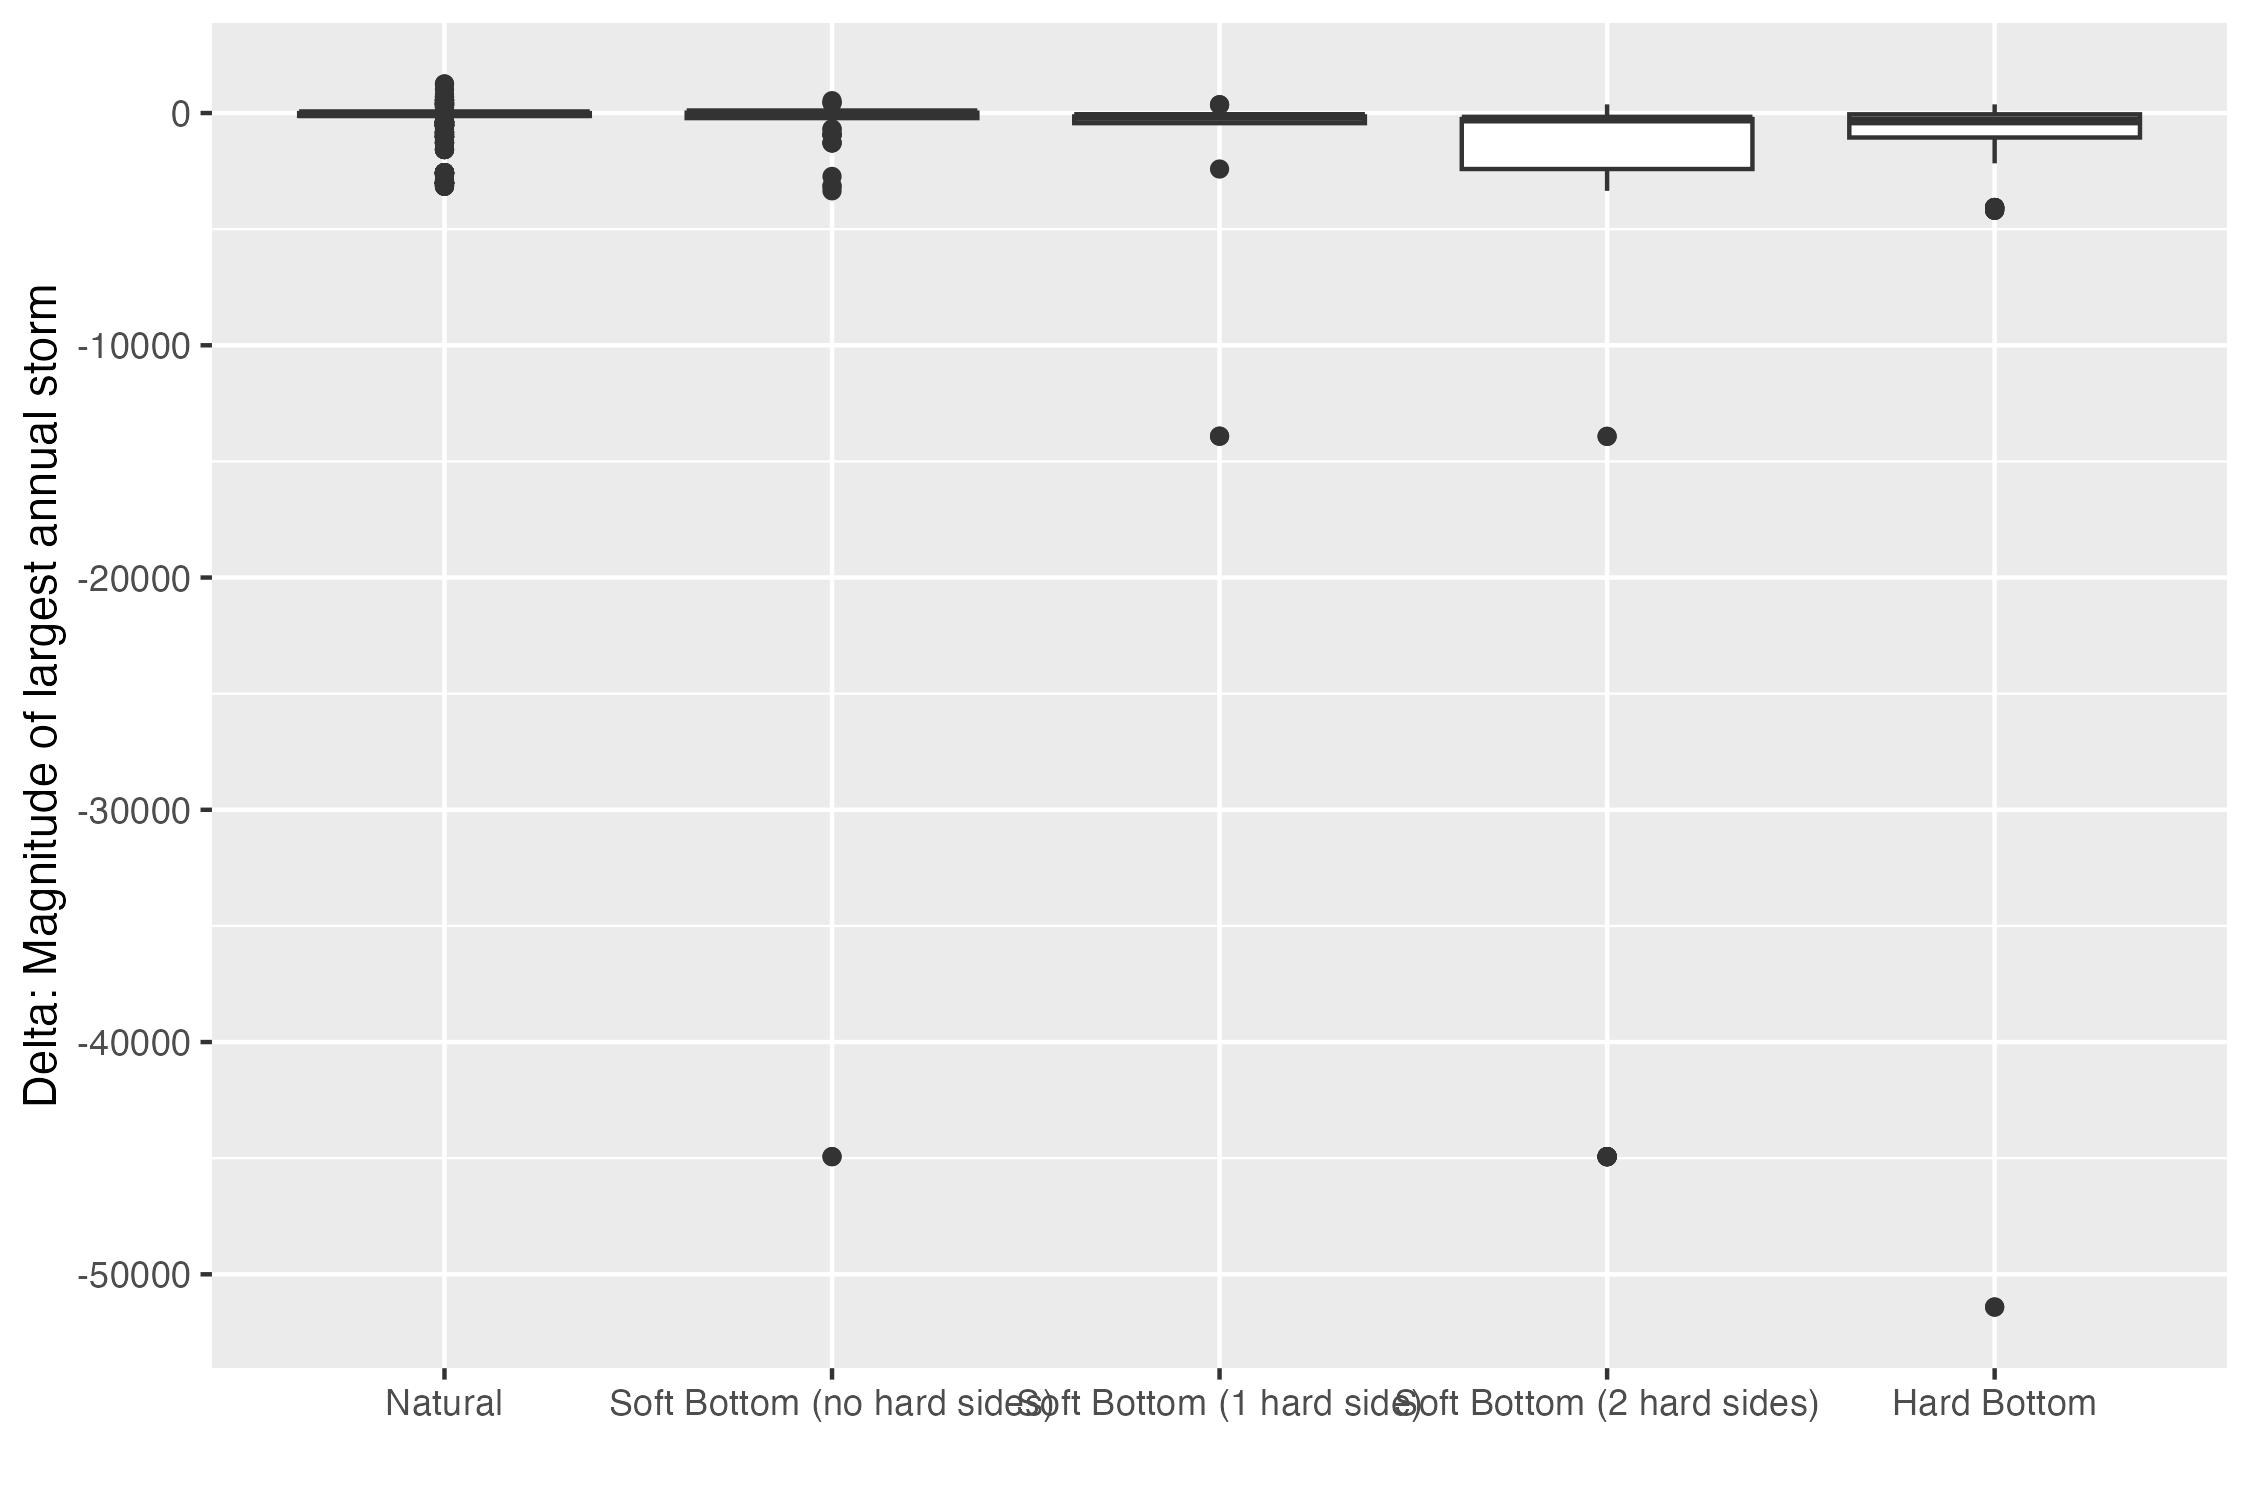 Delta: Magnitude of largest annual storm
0
-10000
-20000
-30000
-40000
-50000
Natural
Soft Bottom (no hard sides)
Soft Bottom (1 hard side)
Soft Bottom (2 hard sides)
Hard Bottom